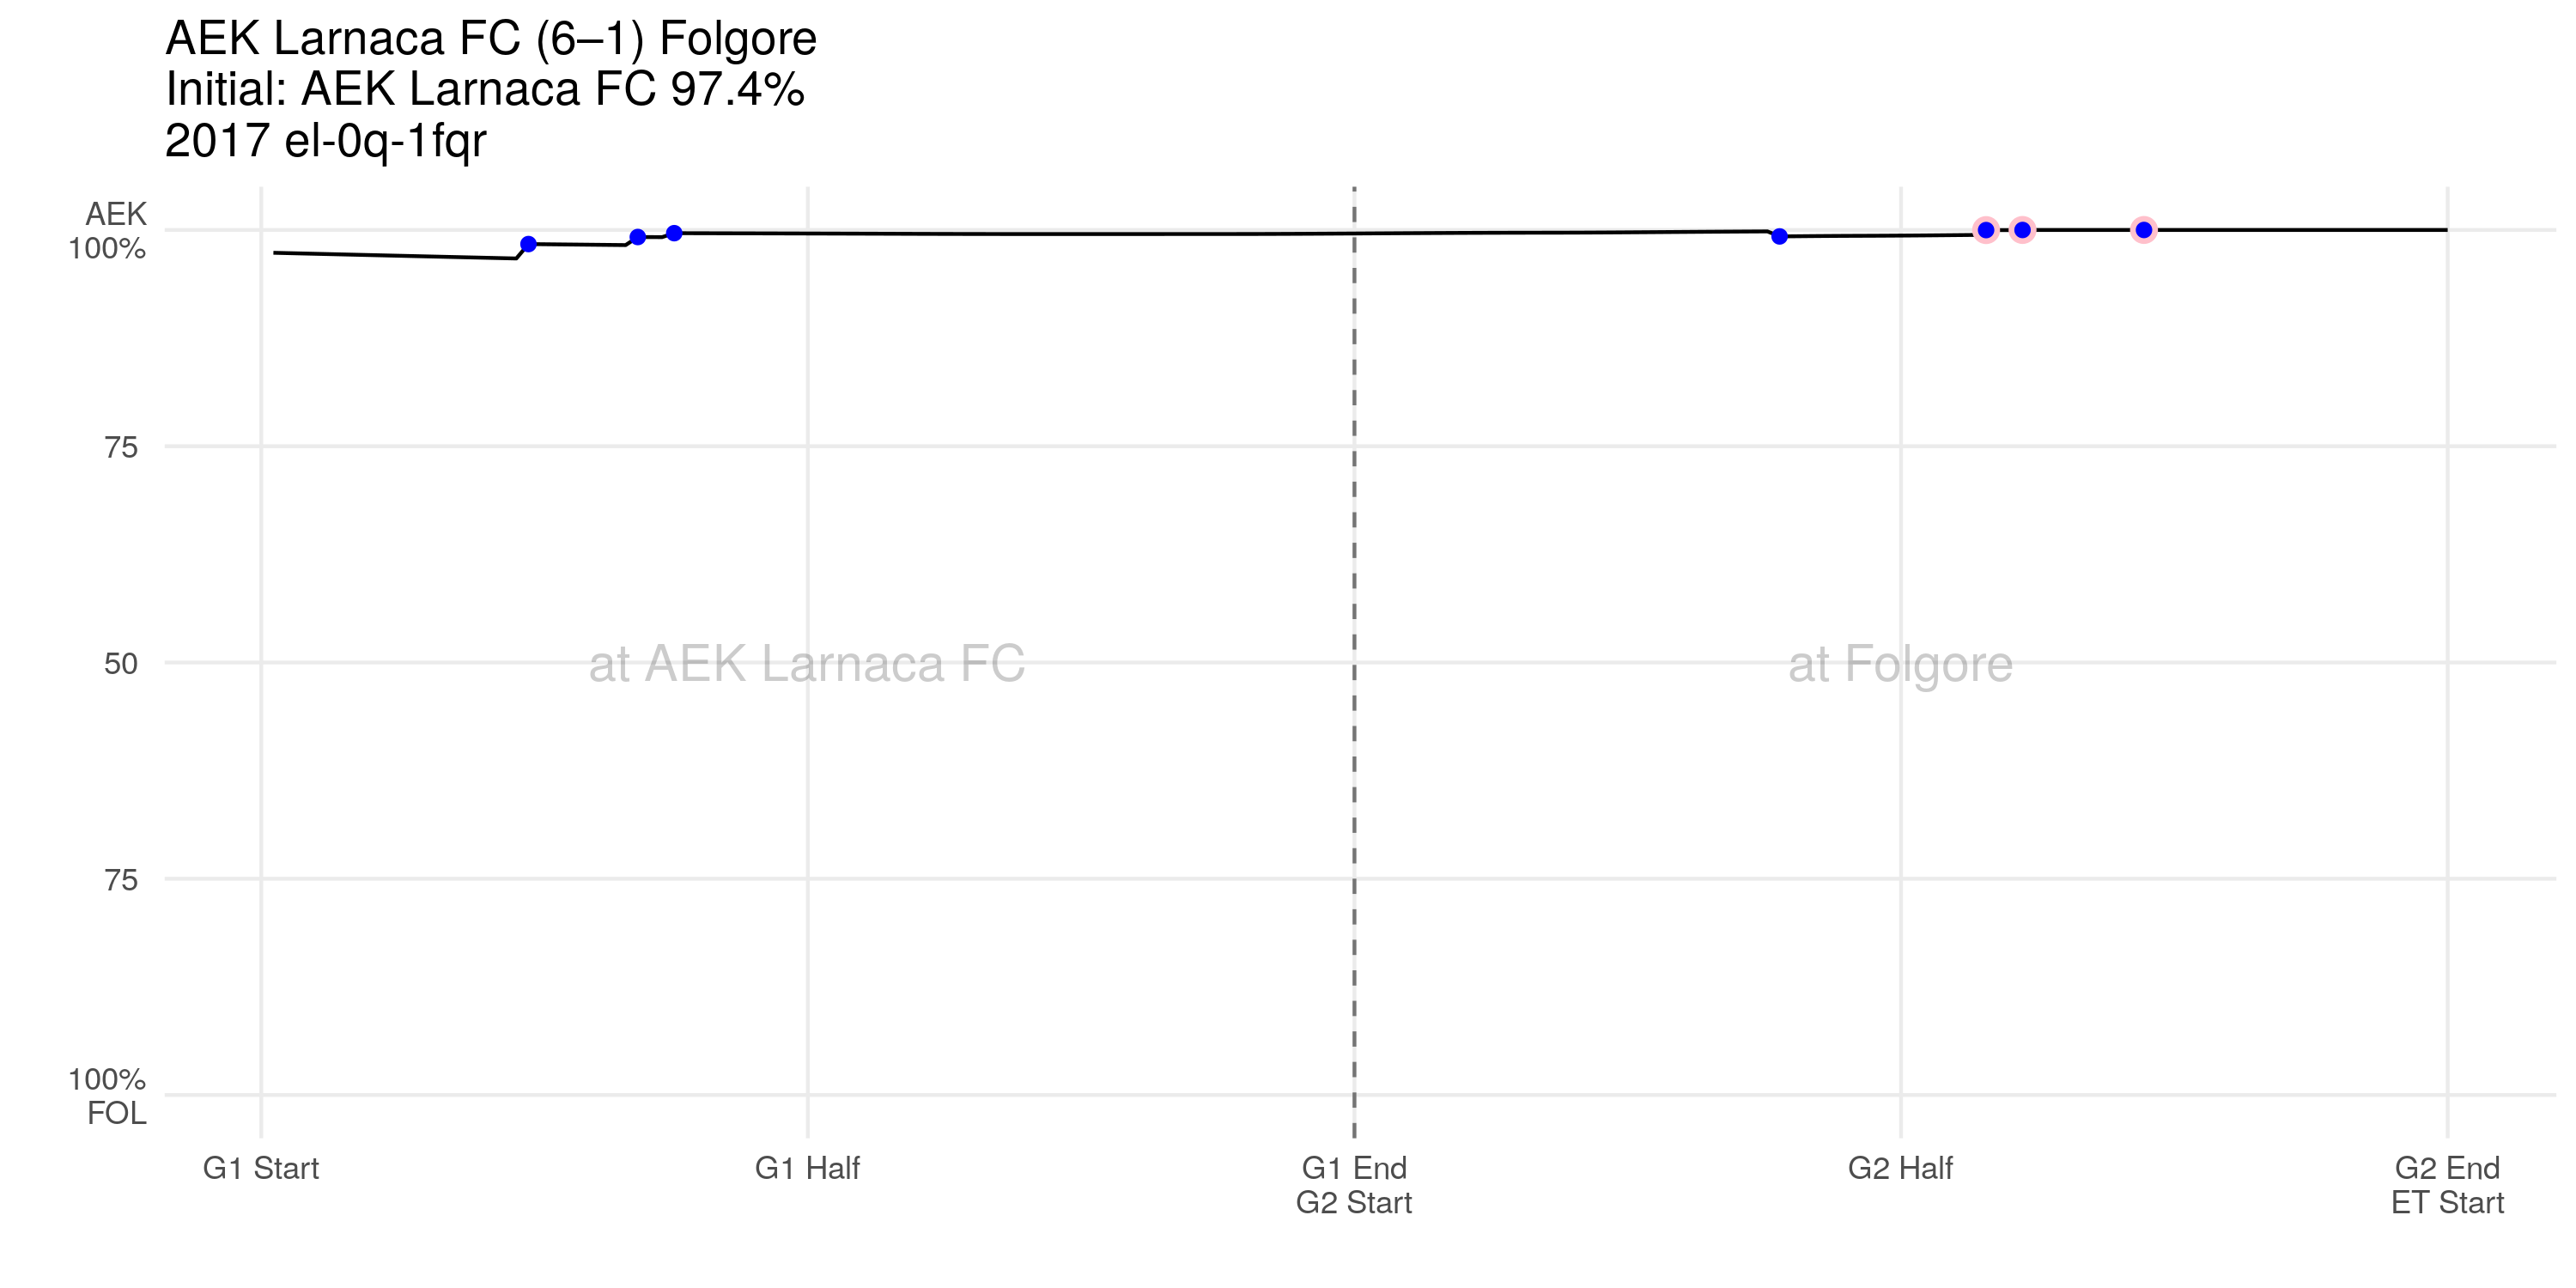 AEK Larnaca FC (6–1) Folgore
Initial: AEK Larnaca FC 97.4%
2017 el-0q-1fqr
AEK
100%
75
50
75
100%
FOL
at AEK Larnaca FC
at Folgore
G1 Start
G1 Half
G1 End
G2 Start
G2 Half
G2 End
ET Start